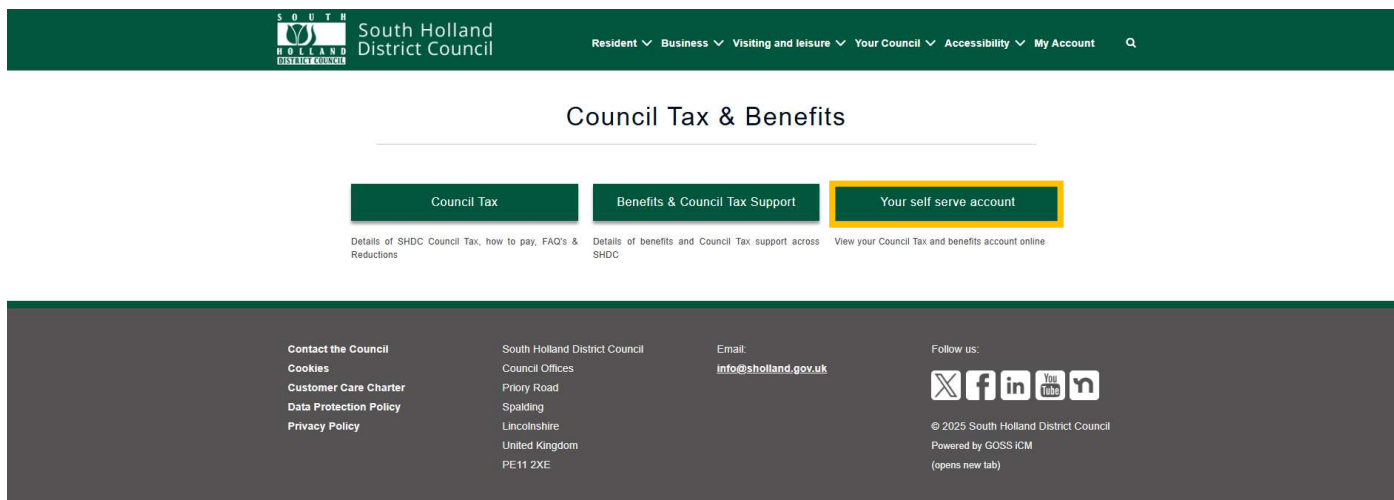 SOUTH
HOLLAND
DISTRICT COUNCIL
South Holland
District Council
Resident Business Visiting and leisure Your Council Accessibility My Account
Council Tax & Benefits
Council Tax
Benefits & Council Tax Support
Your self serve account
Details of SHDC Council Tax, how to pay, FAQ's &
Reductions
Details of benefits and Council Tax support across
SHDC
View your Council Tax and benefits account online
Contact the Council
Cookies
Customer Care Charter
Data Protection Policy
Privacy Policy
South Holland District Council
Council Offices
Priory Road
Spalding
Lincolnshire
United Kingdom
PE11 2XE
Email:
info@sholland.gov.uk
Follow us:
X f in You Tube n
© 2025 South Holland District Council
Powered by GOSS iCM
(opens new tab)